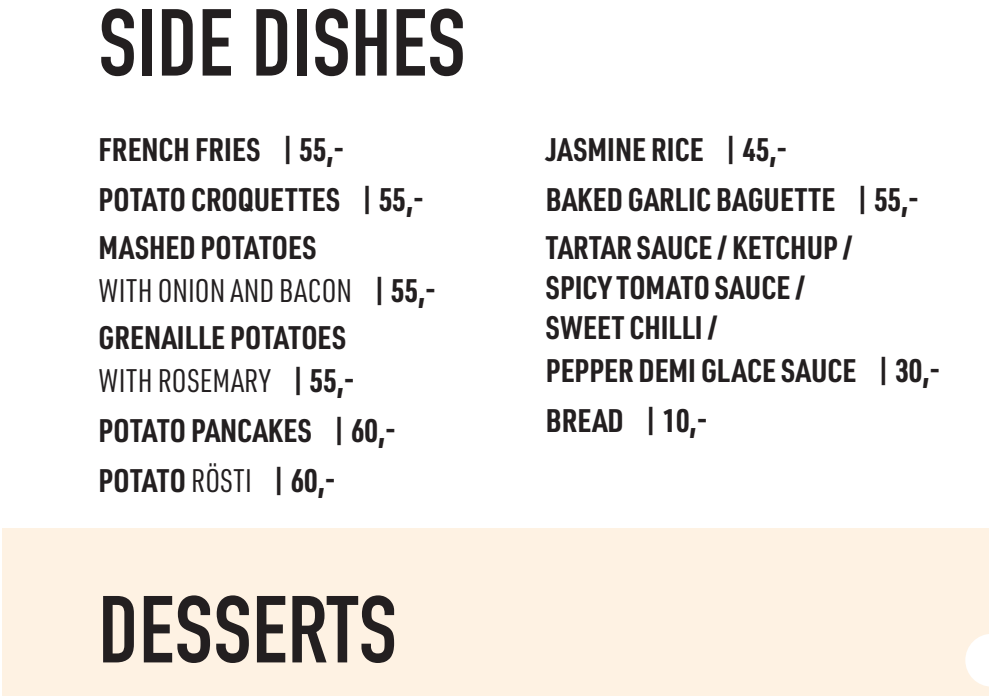 SIDE DISHES
FRENCH FRIES | 55,-
POTATO CROQUETTES | 55,-
MASHED POTATOES
WITH ONION AND BACON | 55,-
GRENAILLE POTATOES
WITH ROSEMARY | 55,-
POTATO PANCAKES | 60,-
POTATO RÖSTI | 60,-
JASMINE RICE | 45,-
BAKED GARLIC BAGUETTE | 55,-
TARTAR SAUCE / KETCHUP /
SPICY TOMATO SAUCE /
SWEET CHILLI /
PEPPER DEMI GLACE SAUCE | 30,-
BREAD | 10,-
DESSERTS